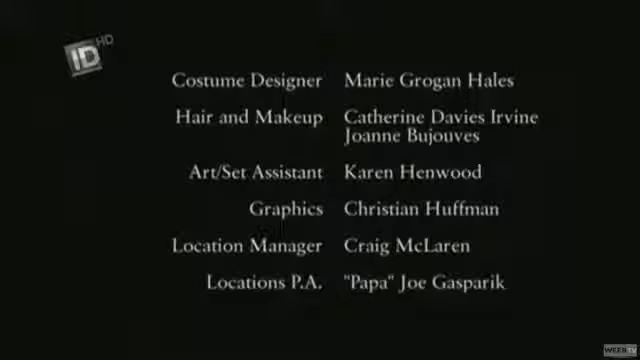 ID HD
Costume Designer Marie Grogan Hales
Hair and Makeup Catherine Davies Irvine
Joanne Bujouves
Art/Set Assistant Karen Henwood
Graphics Christian Huffman
Location Manager Craig McLaren
Locations P.A. "Papa" Joe Gasparik
WEEBTV